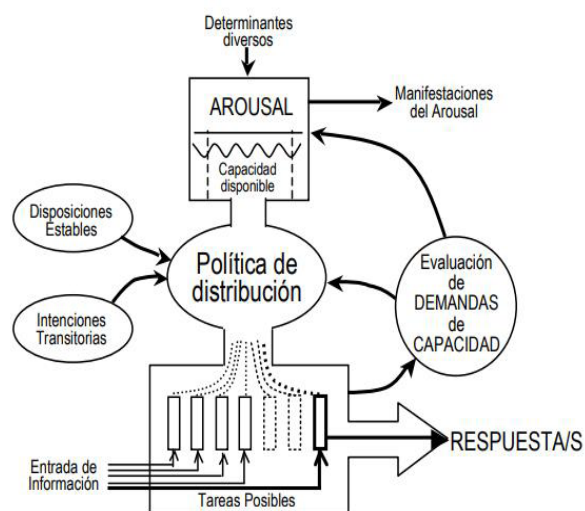 Determinantes
diversos
AROUSAL
Manifestaciones
del Arousal
Capacidad
disponible
Disposiciones
Estables
Política de
distribución
Evaluación
de
DEMANDAS
de
CAPACIDAD
Intenciones
Transitorias
Entrada de
Información
RESPUESTA/S
Tareas Posibles